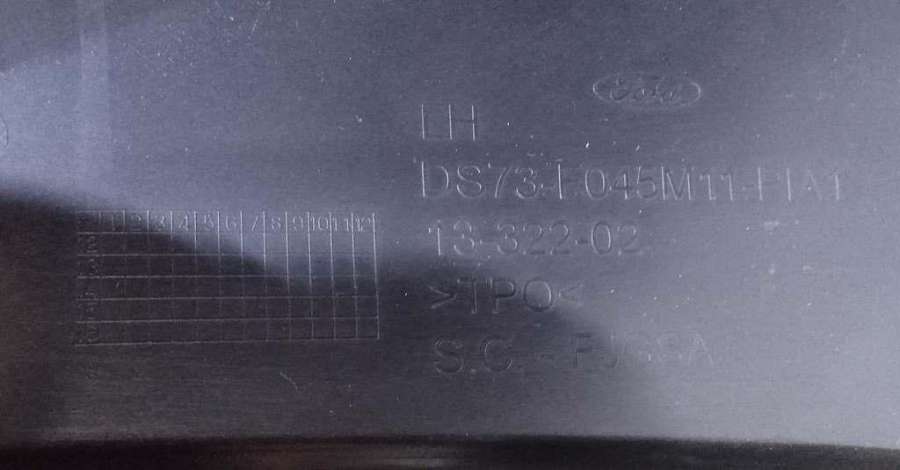 Ford
LH
DS73-F045M11-PIA1
13-322-02
1 2 3 4 5 6 7 8 9 10 11 12
>TPO<
S.C.